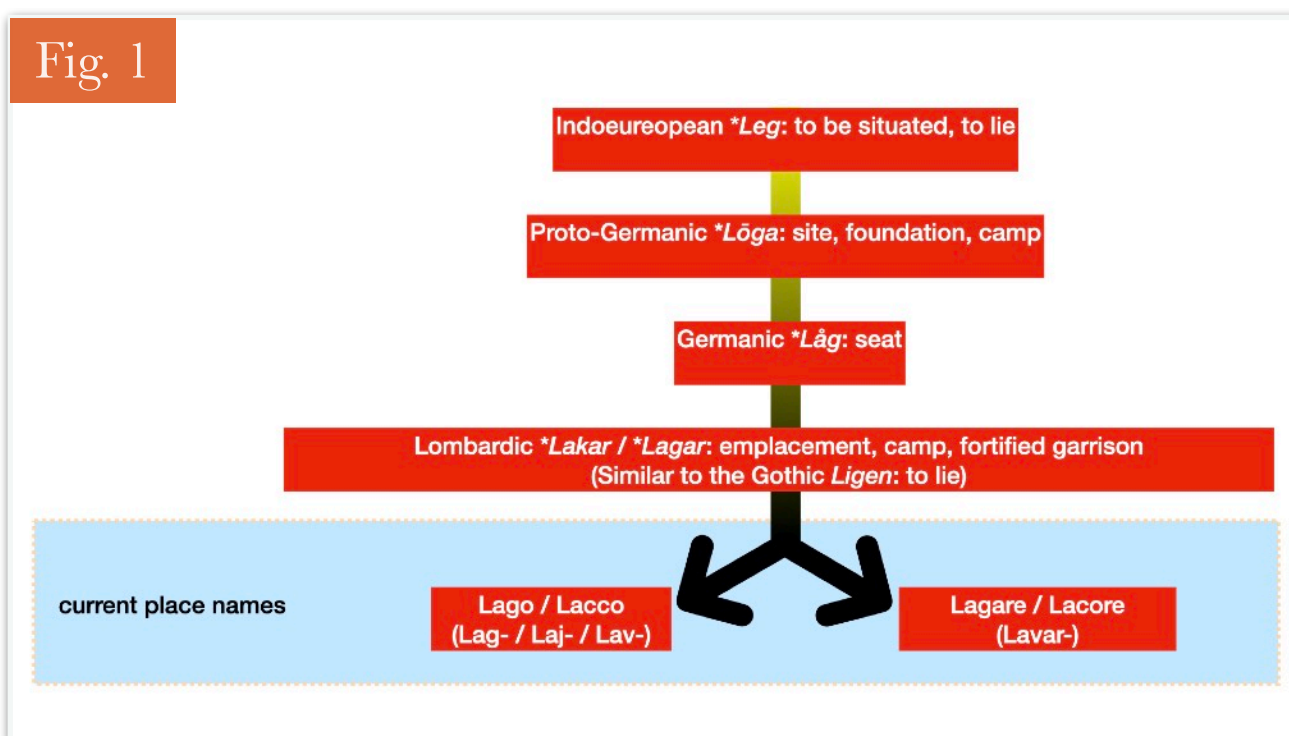 Fig. 1
Indoeureopean *Leg: to be situated, to lie
Proto-Germanic *Lōga: site, foundation, camp
Germanic *Låg: seat
Lombardic *Lakar / *Lagar: emplacement, camp, fortified garrison
(Similar to the Gothic Ligen: to lie)
current place names
Lago / Lacco
(Lag- / Laj- / Lav-)
Lagare / Lacore
(Lavar-)